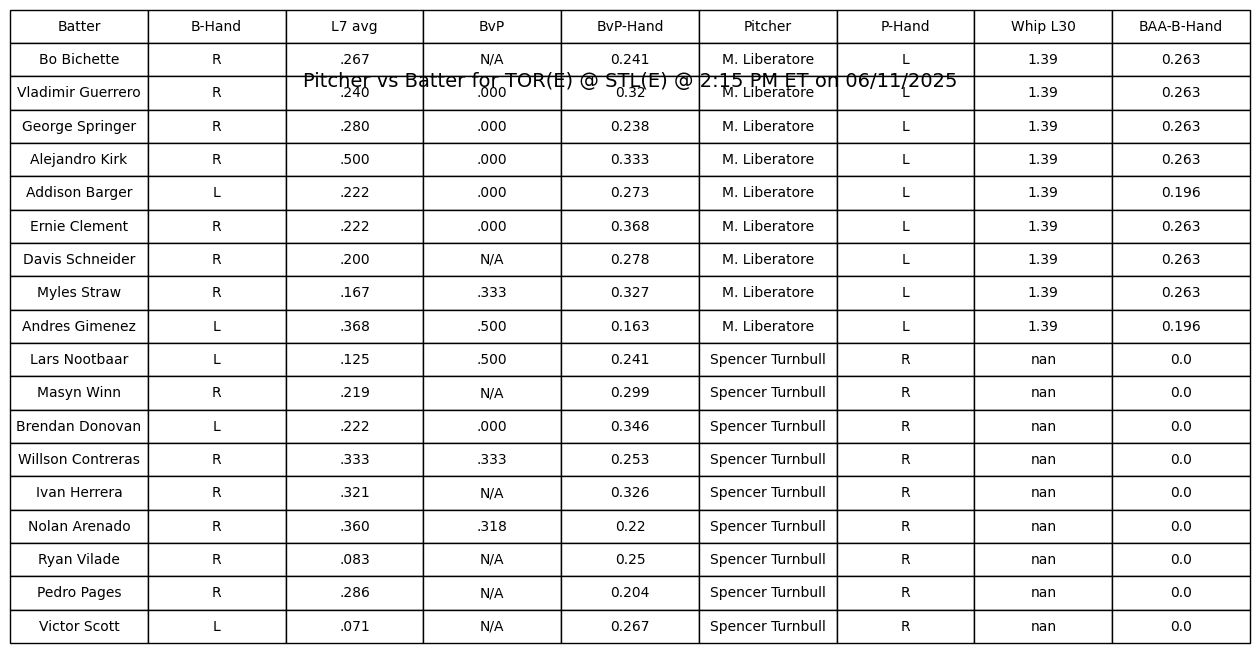 Batter B-Hand L7 avg BvP BvP-Hand Pitcher P-Hand Whip L30 BAA-B-Hand
Bo Bichette R .267 N/A 0.241 M. Liberatore L 1.39 0.263
Pitcher vs Batter for TOR(E) @ STL(E) @ 2:15 PM ET on 06/11/2025
Vladimir Guerrero R .240 .000 0.32 M. Liberatore L 1.39 0.263
George Springer R .280 .000 0.238 M. Liberatore L 1.39 0.263
Alejandro Kirk R .500 .000 0.333 M. Liberatore L 1.39 0.263
Addison Barger L .222 .000 0.273 M. Liberatore L 1.39 0.196
Ernie Clement R .222 .000 0.368 M. Liberatore L 1.39 0.263
Davis Schneider R .200 N/A 0.278 M. Liberatore L 1.39 0.263
Myles Straw R .167 .333 0.327 M. Liberatore L 1.39 0.263
Andres Gimenez L .368 .500 0.163 M. Liberatore L 1.39 0.196
Lars Nootbaar L .125 .500 0.241 Spencer Turnbull R nan 0.0
Masyn Winn R .219 N/A 0.299 Spencer Turnbull R nan 0.0
Brendan Donovan L .222 .000 0.346 Spencer Turnbull R nan 0.0
Willson Contreras R .333 .333 0.253 Spencer Turnbull R nan 0.0
Ivan Herrera R .321 N/A 0.326 Spencer Turnbull R nan 0.0
Nolan Arenado R .360 .318 0.22 Spencer Turnbull R nan 0.0
Ryan Vilade R .083 N/A 0.25 Spencer Turnbull R nan 0.0
Pedro Pages R .286 N/A 0.204 Spencer Turnbull R nan 0.0
Victor Scott L .071 N/A 0.267 Spencer Turnbull R nan 0.0